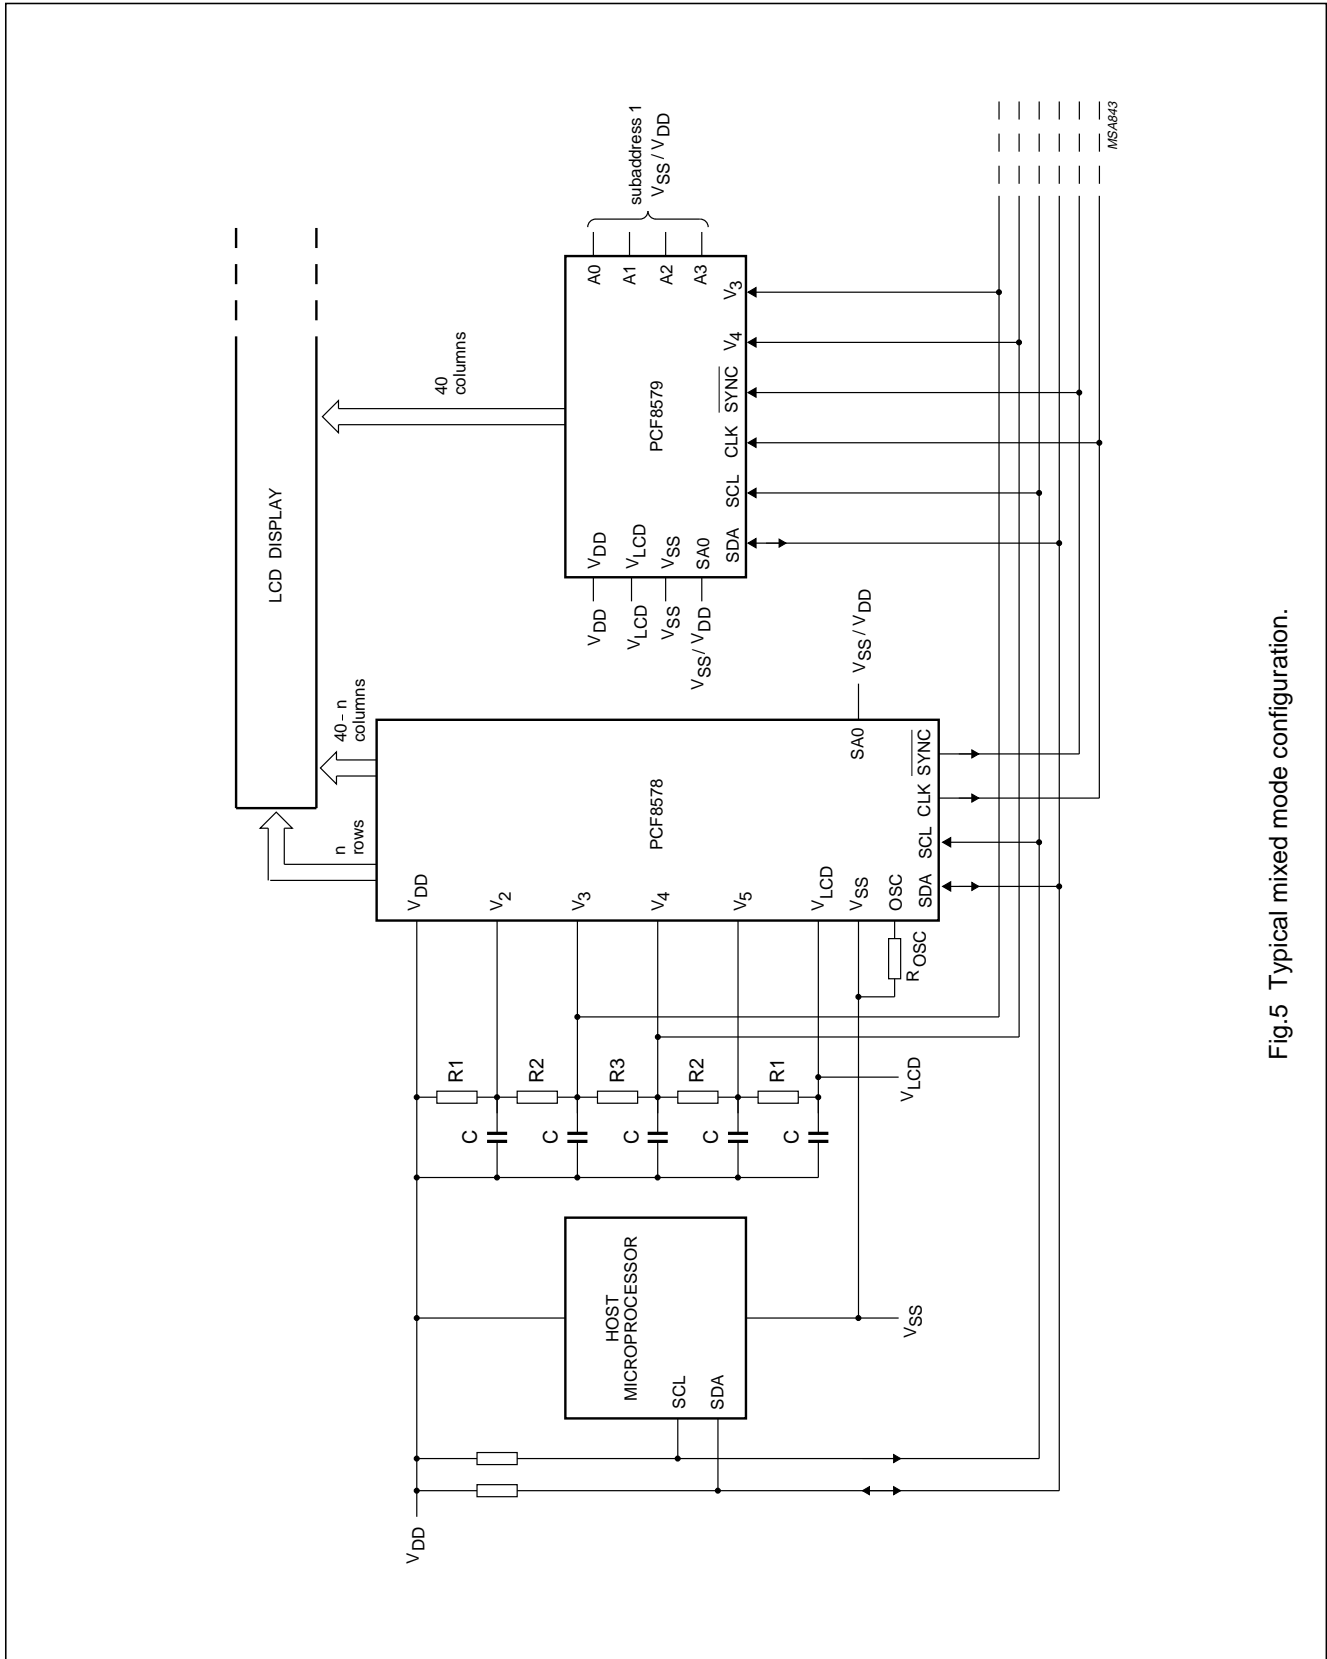 LCD DISPLAY
n
rows
40 - n
columns
40
columns
subaddress 1
VSS / VDD
VDD
R1
R2
R3
R2
R1
C
C
C
C
C
VLCD
HOST
MICROPROCESSOR
SCL
SDA
VSS
PCF8578
VDD
V2
V3
V4
V5
VLCD
VSS
OSC
ROSC
SDA
SCL
CLK
SYNC
SA0
VSS / VDD
PCF8579
VDD
VLCD
VSS
VSS / VDD
VDD
VLCD
VSS
SA0
SDA
SCL
CLK
SYNC
V4
V3
A0
A1
A2
A3
MSA843
Fig.5 Typical mixed mode configuration.